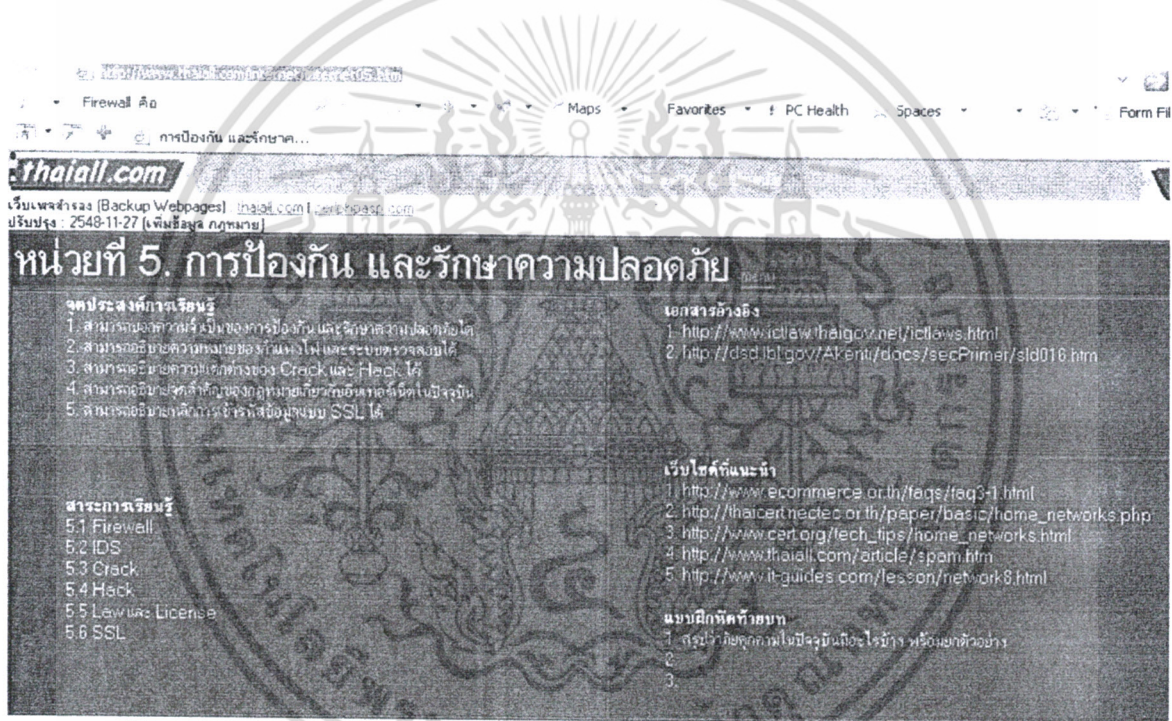 http://www.thaiall.com/internet/internet05.htm
Firewall คือ
Maps
Favorites
PC Health
Spaces
Form Fil
การป้องกัน และรักษาค...
thaiall.com
เว็บเพจสำรอง (Backup Webpages) : thaiall.com |
ปรับปรุง : 2548-11-27 [เพิ่มข้อมูล กฎหมาย]
หน่วยที่ 5. การป้องกัน และรักษาความปลอดภัย
จุดประสงค์การเรียนรู้
1. สามารถบอกความจำเป็นของการป้องกัน และรักษาความปลอดภัยได้
2. สามารถอธิบายความหมายของกำแพงไฟ และระบบตรวจสอบได้
3. สามารถอธิบายความแตกต่างของ Crack และ Hack ได้
4. สามารถอธิบายจุดสำคัญของกฎหมายเกี่ยวกับอินเทอร์เน็ตในปัจจุบัน
5. สามารถอธิบายหลักการเข้ารหัสข้อมูลแบบ SSL ได้
สาระการเรียนรู้
5.1 Firewall
5.2 IDS
5.3 Crack
5.4 Hack
5.5 Law และ License
5.6 SSL
เอกสารอ้างอิง
1. http://www.ictlaw.thaigov.net/ictlaws.html
2. http://dsd.lbl.gov/Akenti/docs/secPrimer/sld016.htm
เว็บไซต์ที่แนะนำ
1. http://www.ecommerce.or.th/faqs/faq3-1.html
2. http://thaicert.nectec.or.th/paper/basic/home_networks.php
3. http://www.cert.org/tech_tips/home_networks.html
4. http://www.thaiall.com/article/spam.htm
5. http://www.it-guides.com/lesson/network8.html
แบบฝึกหัดท้ายบท
1. สรุปว่าภัยคุกคามในปัจจุบันมีอะไรบ้าง พร้อมยกตัวอย่าง
2.
3.